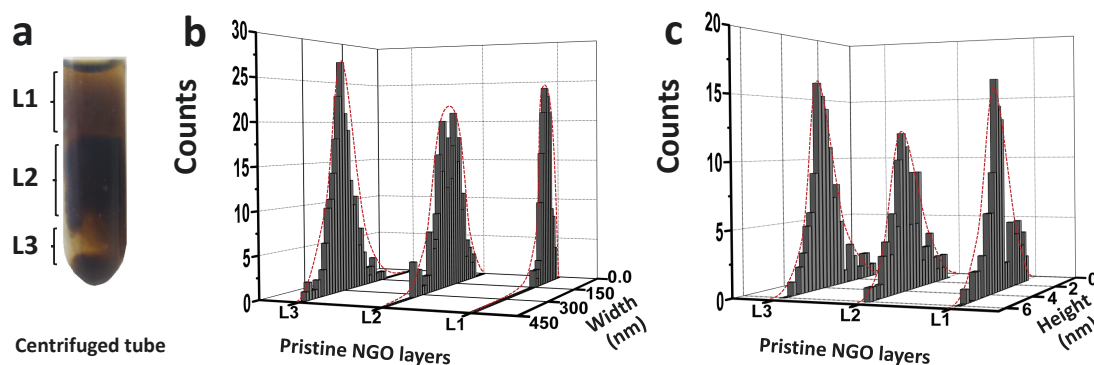 a
L1
L2
L3
Centrifuged tube
b
Counts
30
25
20
15
10
5
0
L3
L2
L1
Pristine NGO layers
450
300
150
0.0
Width
(nm)
c
Counts
20
15
10
5
0
L3
L2
L1
Pristine NGO layers
6
4
2
0
Height
(nm)